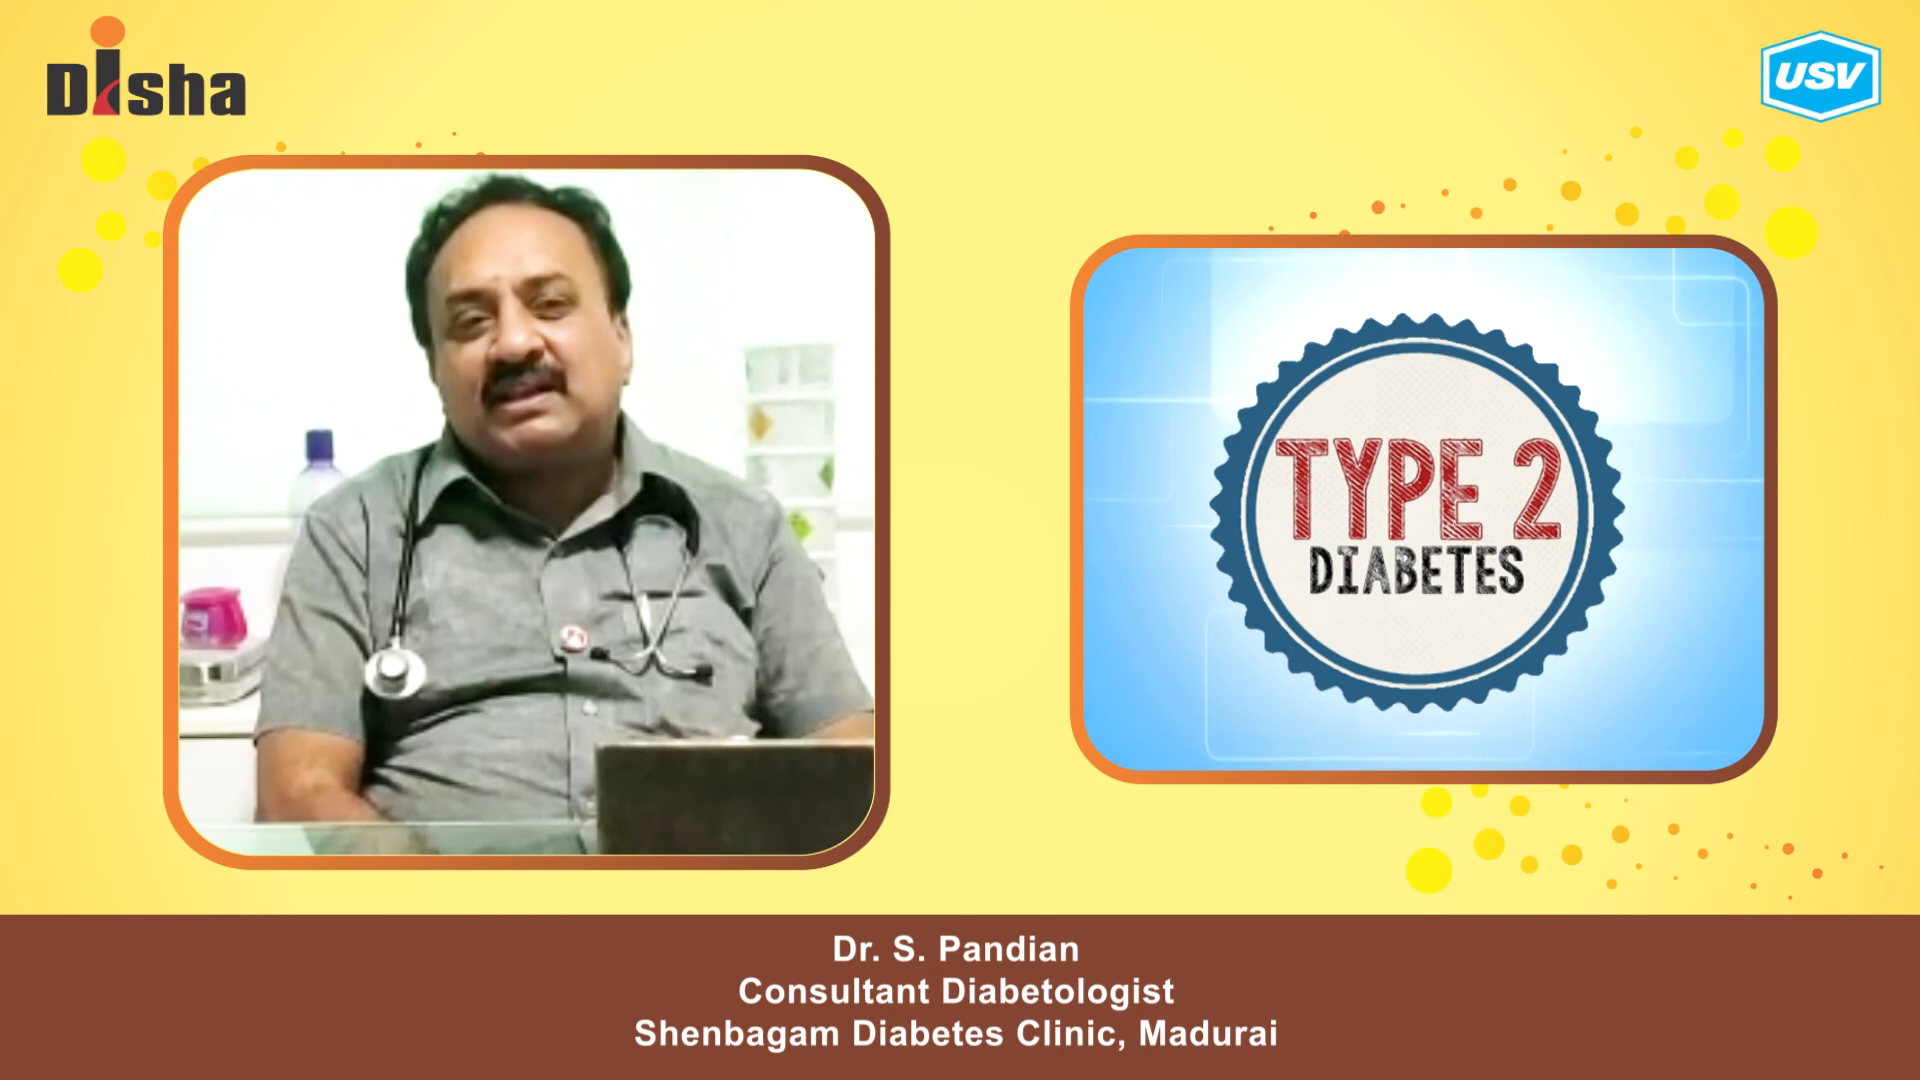 Disha
USV
TYPE 2
DIABETES
Dr. S. Pandian
Consultant Diabetologist
Shenbagam Diabetes Clinic, Madurai